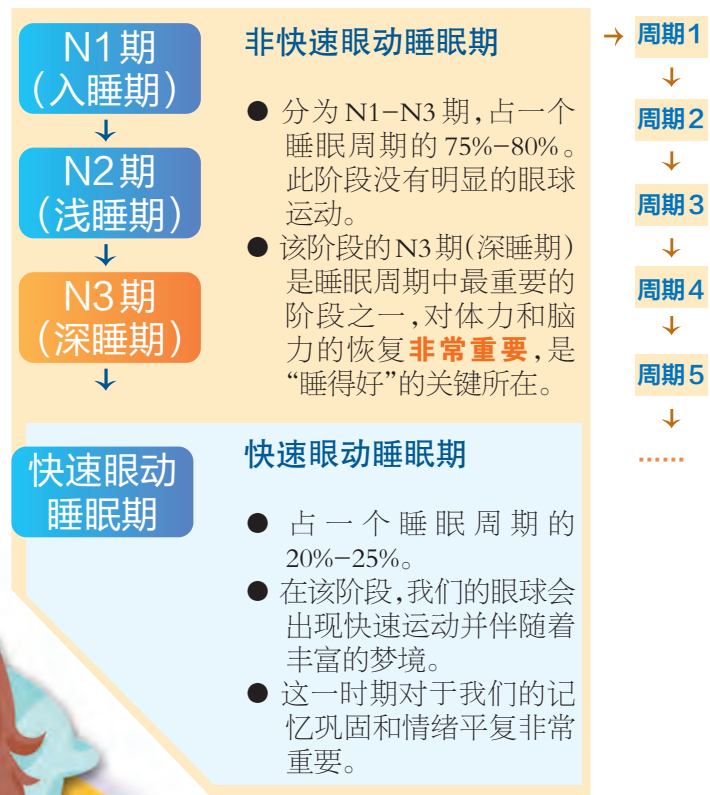 N1期
（入睡期）
↓
N2期
（浅睡期）
↓
N3期
（深睡期）
↓
非快速眼动睡眠期
● 分为N1-N3期，占一个
睡眠周期的75%-80%。
此阶段没有明显的眼球
运动。
● 该阶段的N3期（深睡期）
是睡眠周期中最重要的
阶段之一，对体力和脑
力的恢复非常重要，是
“睡得好”的关键所在。
快速眼动
睡眠期
快速眼动睡眠期
● 占一个睡眠周期的
20%-25%。
● 在该阶段，我们的眼球会
出现快速运动并伴随着
丰富的梦境。
● 这一时期对于我们的记
忆巩固和情绪平复非常
重要。
→ 周期1
↓
周期2
↓
周期3
↓
周期4
↓
周期5
↓
……